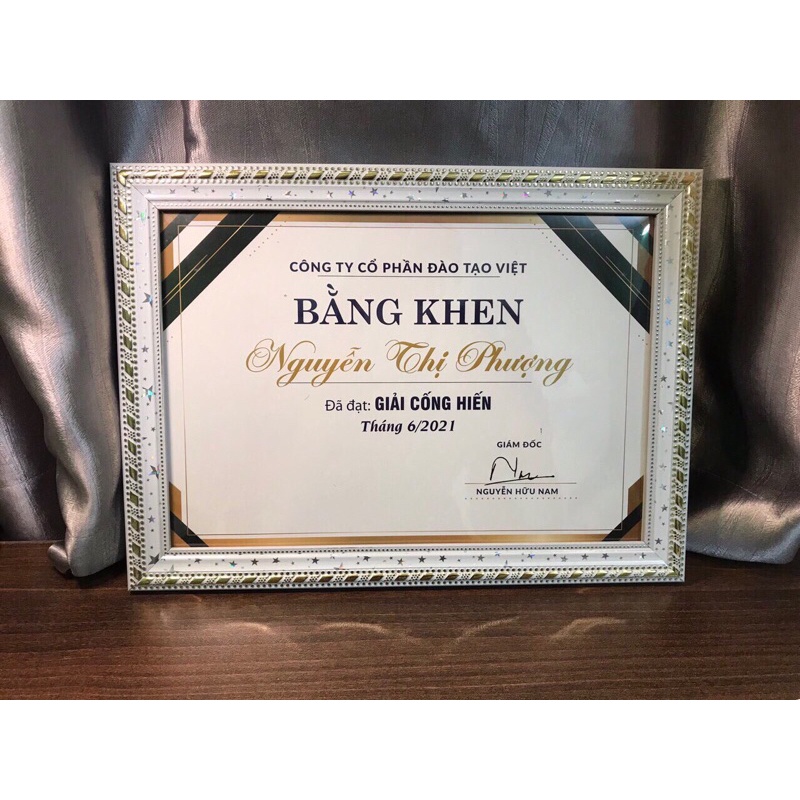 CÔNG TY CỔ PHẦN ĐÀO TẠO VIỆT
BẰNG KHEN
Nguyễn Thị Phượng
Đã đạt: GIẢI CỐNG HIẾN
Tháng 6/2021
GIÁM ĐỐC
NGUYỄN HỮU NAM